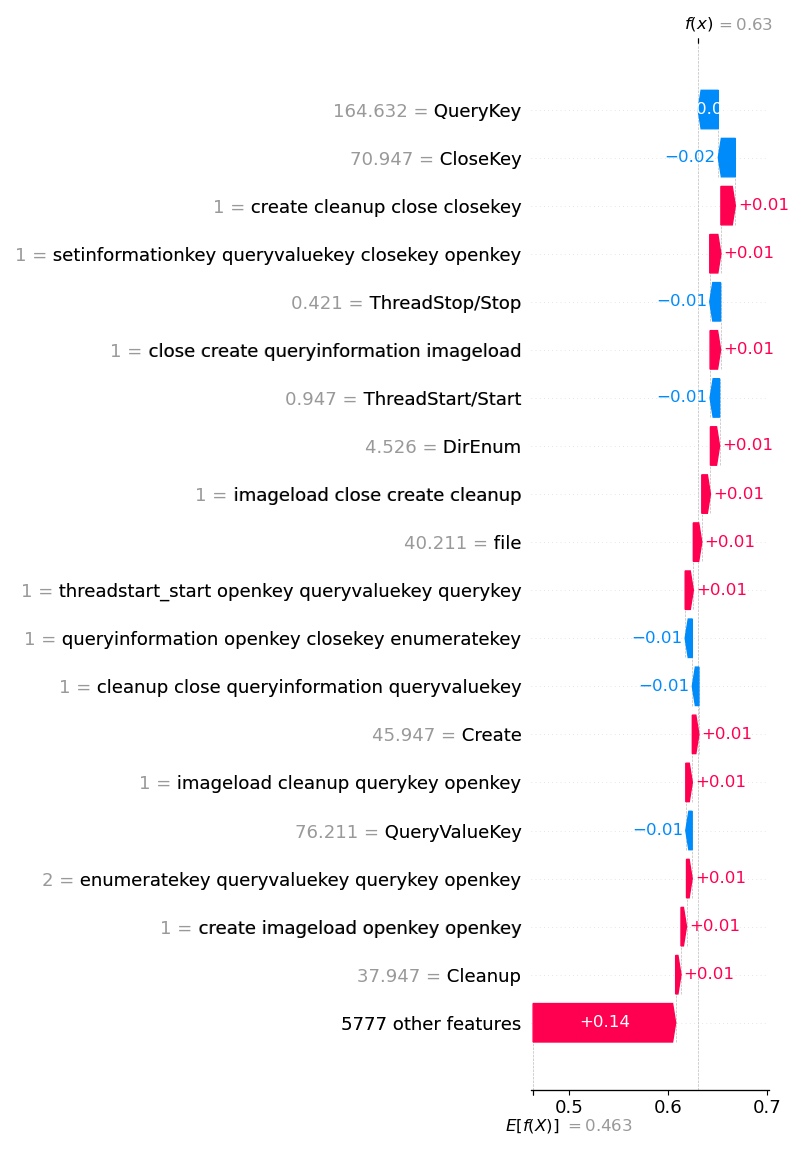 f(x) = 0.63
164.632 = QueryKey
70.947 = CloseKey −0.02
1 = create cleanup close closekey +0.01
1 = setinformationkey queryvaluekey closekey openkey +0.01
0.421 = ThreadStop/Stop −0.01
1 = close create queryinformation imageload +0.01
0.947 = ThreadStart/Start −0.01
4.526 = DirEnum +0.01
1 = imageload close create cleanup +0.01
40.211 = file +0.01
1 = threadstart_start openkey queryvaluekey querykey +0.01
1 = queryinformation openkey closekey enumeratekey −0.01
1 = cleanup close queryinformation queryvaluekey −0.01
45.947 = Create +0.01
1 = imageload cleanup querykey openkey +0.01
76.211 = QueryValueKey −0.01
2 = enumeratekey queryvaluekey querykey openkey +0.01
1 = create imageload openkey openkey +0.01
37.947 = Cleanup +0.01
5777 other features +0.14
0.5 0.6 0.7
E[f(X)] = 0.463